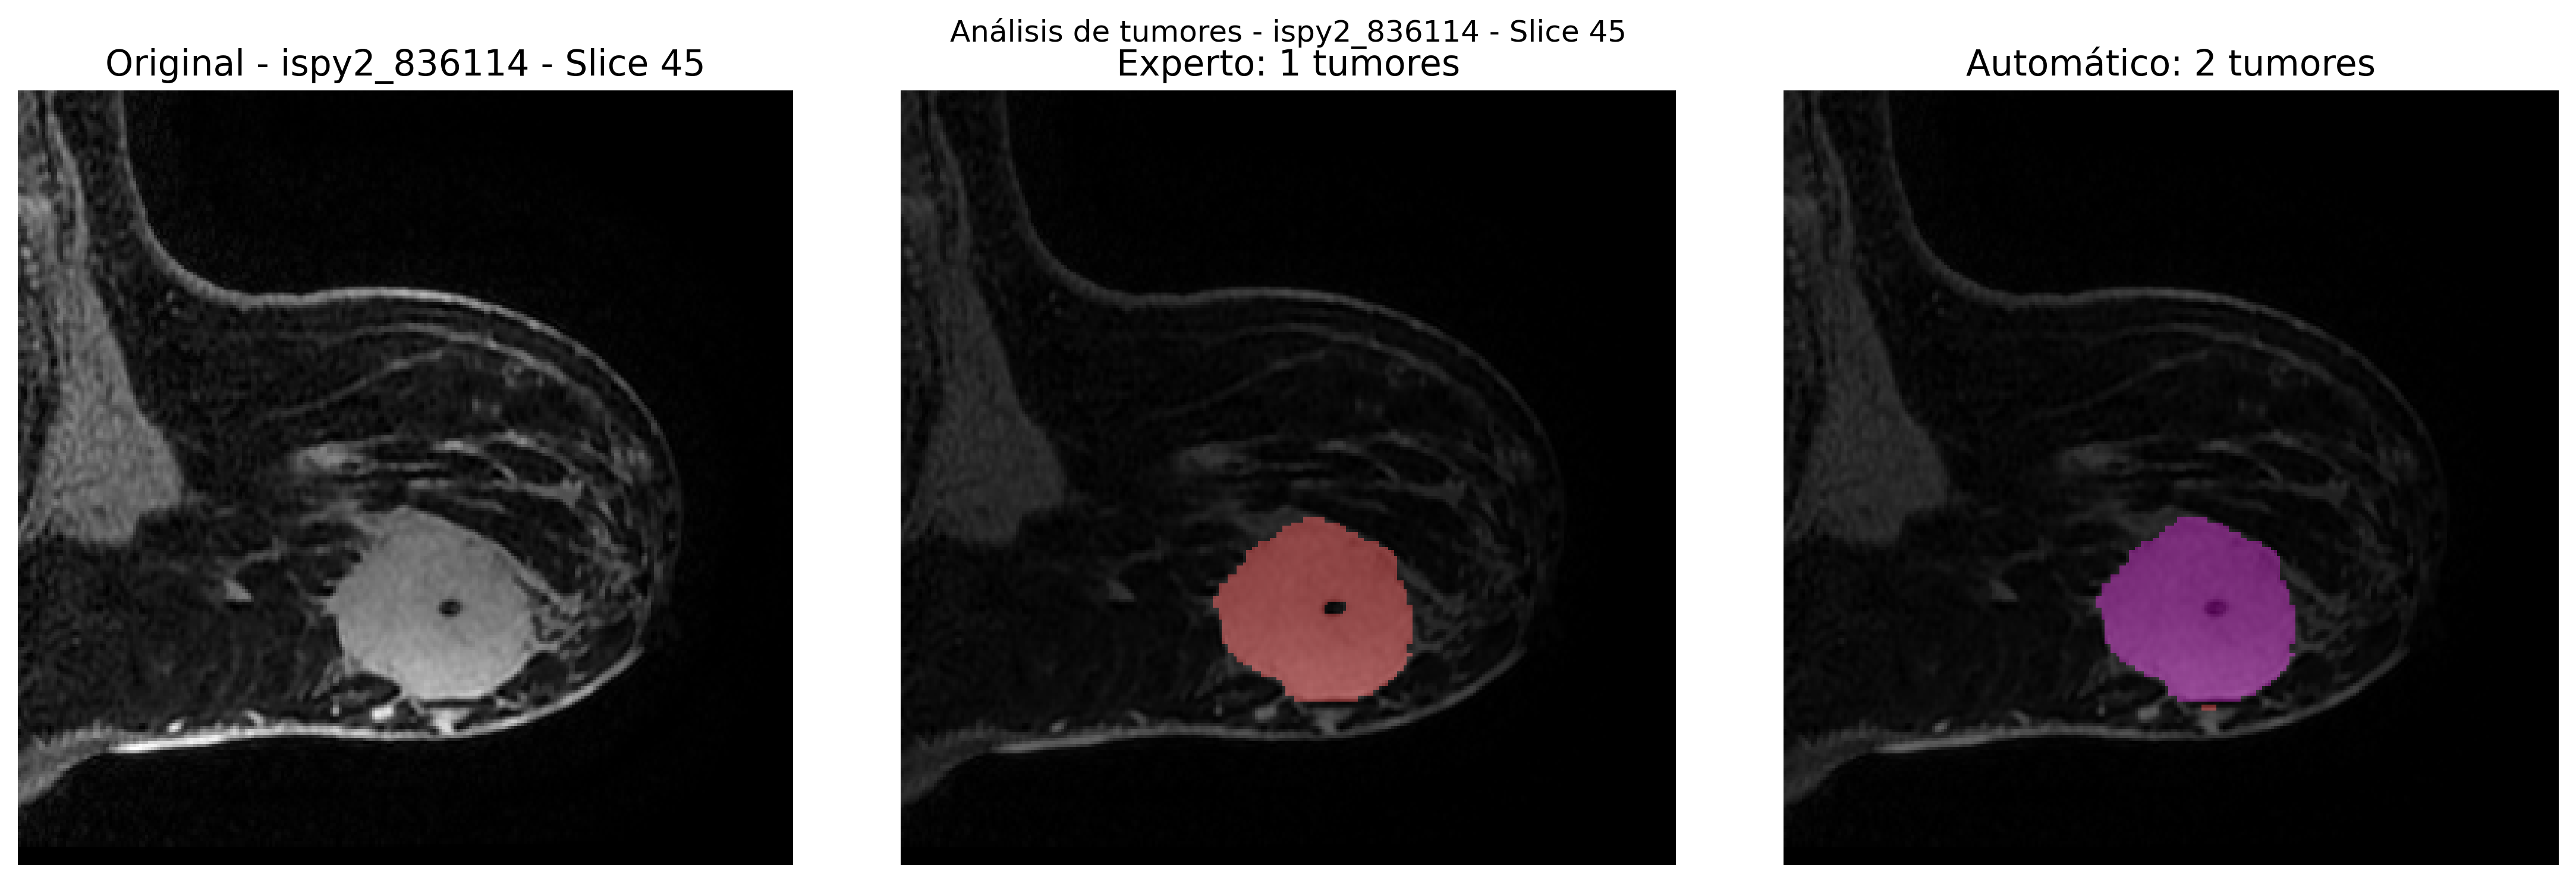 Análisis de tumores - ispy2_836114 - Slice 45
Original - ispy2_836114 - Slice 45
Experto: 1 tumores
Automático: 2 tumores